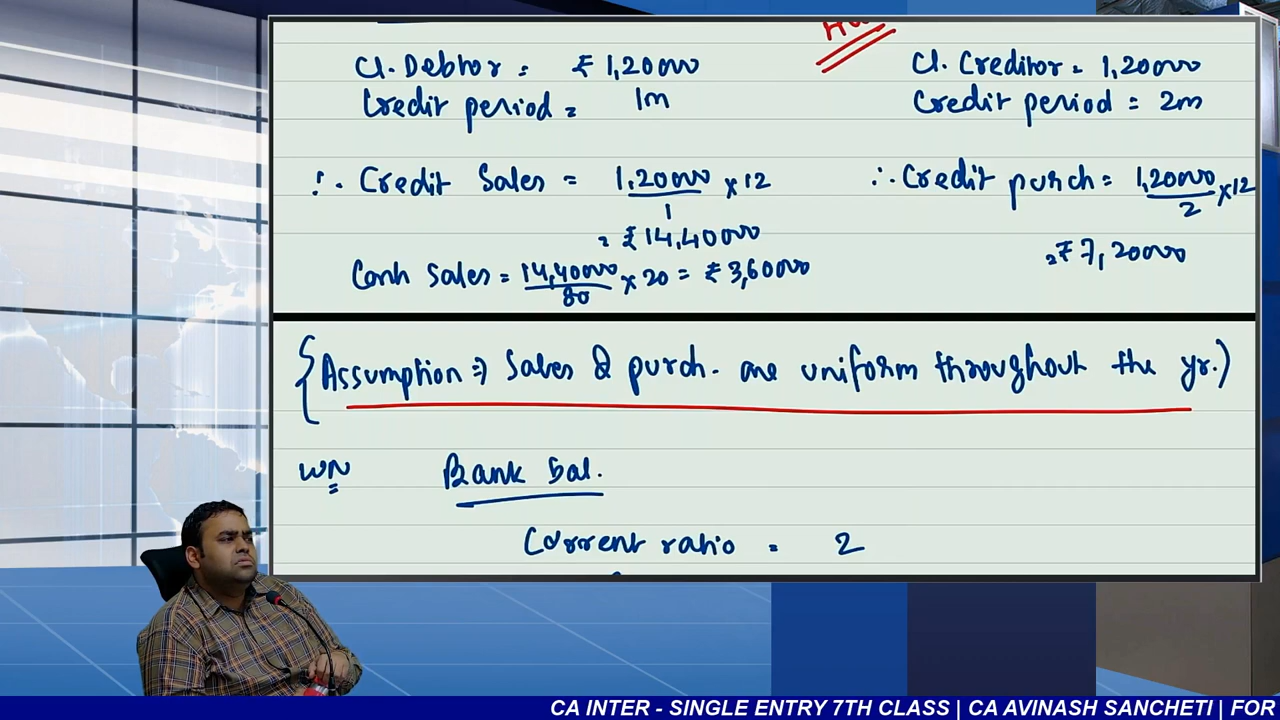 Cl. Debtor = ₹ 1,20000
Credit period = 1m
∴ Credit Sales = 1,20000/1 x 12
= ₹ 14,40000
Cash Sales = 14,40000/80 x 20 = ₹ 3,60000
Cl. Creditor = 1,20000
Credit period = 2m
∴ Credit purch = 1,20000/2 x 12
= ₹ 7,20000
{Assumption ⇒ Sales & purch. are uniform throughout the yr.)
WN Bank Bal.
Current ratio = 2
CA INTER - SINGLE ENTRY 7TH CLASS | CA AVINASH SANCHETI | FOR